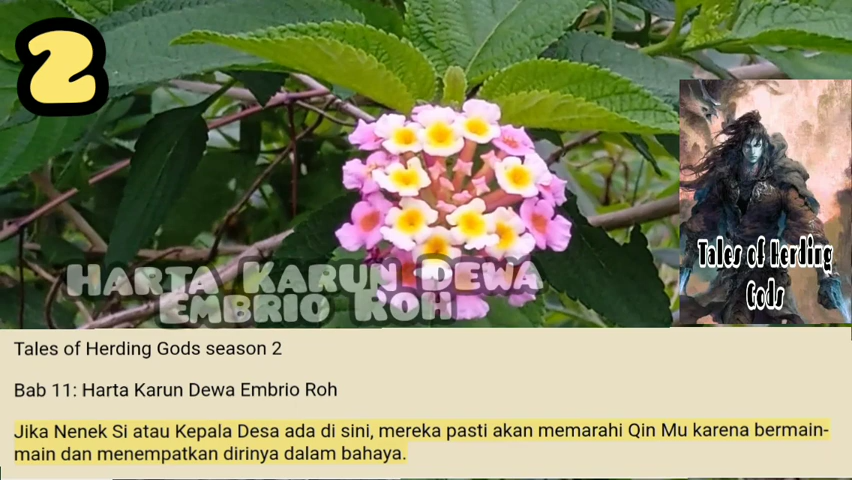 2
Harta Karun Dewa
Embrio Roh
Tales of Herding
Gods
Tales of Herding Gods season 2
Bab 11: Harta Karun Dewa Embrio Roh
Jika Nenek Si atau Kepala Desa ada di sini, mereka pasti akan memarahi Qin Mu karena bermain-
main dan menempatkan dirinya dalam bahaya.